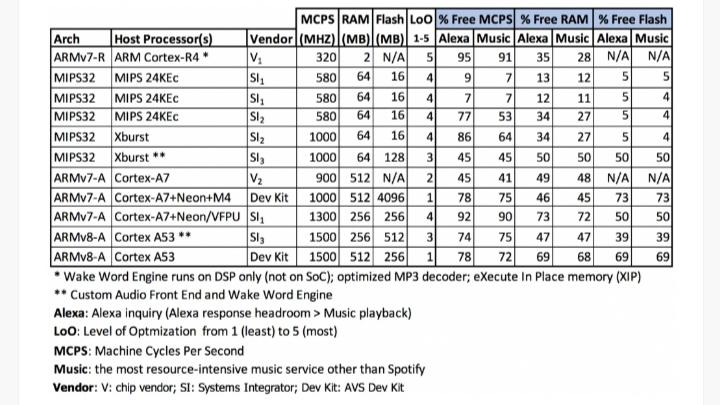 MCPS RAM Flash LoO % Free MCPS % Free RAM % Free Flash
Arch Host Processor(s) Vendor (MHZ) (MB) (MB) 1-5 Alexa Music Alexa Music Alexa Music
ARMv7-R ARM Cortex-R4 * V₁ 320 2 N/A 5 95 91 35 28 N/A N/A
MIPS32 MIPS 24KEc SI₁ 580 64 16 4 9 7 13 12 5 5
MIPS32 MIPS 24KEc SI₁ 580 64 16 4 7 7 12 11 5 4
MIPS32 MIPS 24KEc SI₂ 580 64 16 4 77 53 34 27 5 4
MIPS32 Xburst SI₂ 1000 64 16 4 86 64 34 27 5 4
MIPS32 Xburst ** SI₃ 1000 64 128 3 45 45 50 50 50 50
ARMv7-A Cortex-A7 V₂ 900 512 N/A 2 45 41 49 48 N/A N/A
ARMv7-A Cortex-A7+Neon+M4 Dev Kit 1000 512 4096 1 78 75 46 45 73 73
ARMv7-A Cortex-A7+Neon/VFPU SI₁ 1300 256 256 4 92 90 73 72 50 50
ARMv8-A Cortex A53 ** SI₃ 1500 256 512 3 74 75 47 47 39 39
ARMv8-A Cortex A53 Dev Kit 1500 512 256 1 78 72 69 68 69 69
* Wake Word Engine runs on DSP only (not on SoC); optimized MP3 decoder; eXecute In Place memory (XIP)
** Custom Audio Front End and Wake Word Engine
Alexa: Alexa inquiry (Alexa response headroom > Music playback)
LoO: Level of Optmization from 1 (least) to 5 (most)
MCPS: Machine Cycles Per Second
Music: the most resource-intensive music service other than Spotify
Vendor: V: chip vendor; SI: Systems Integrator; Dev Kit: AVS Dev Kit